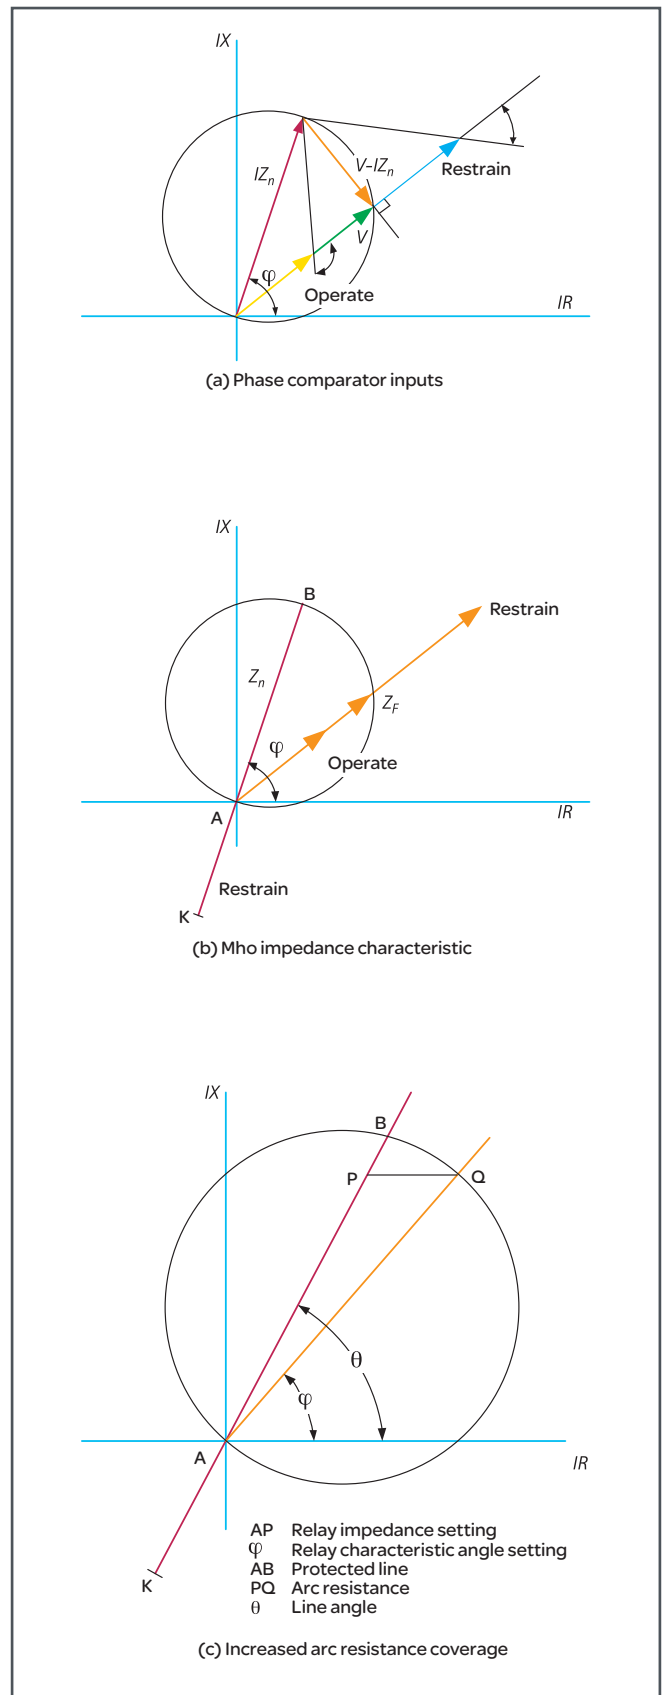 IX
IZn
V-IZn
Restrain
V
φ
Operate
IR
(a) Phase comparator inputs
IX
B
Restrain
Zn
ZF
φ
Operate
A
IR
Restrain
K
(b) Mho impedance characteristic
IX
B
P
Q
θ
φ
A
IR
K
AP Relay impedance setting
φ Relay characteristic angle setting
AB Protected line
PQ Arc resistance
θ Line angle
(c) Increased arc resistance coverage